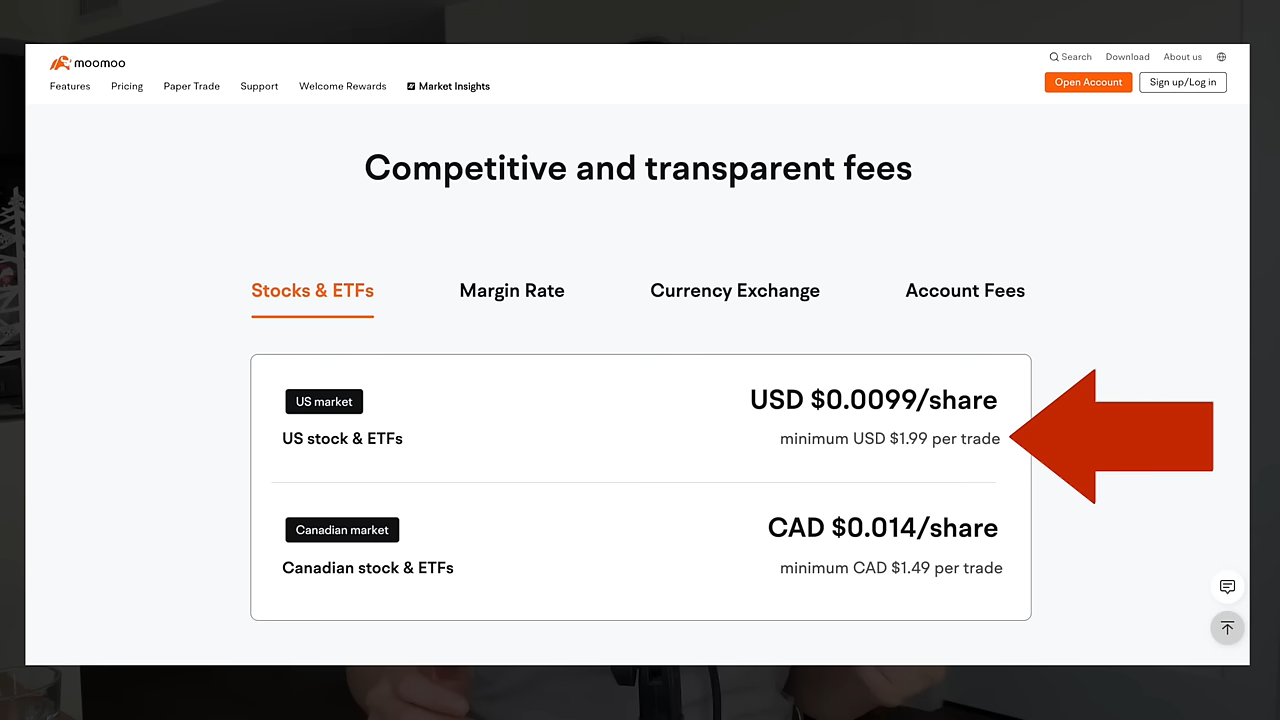 moomoo
Search Download About us
Features Pricing Paper Trade Support Welcome Rewards Market Insights
Open Account Sign up/Log in
Competitive and transparent fees
Stocks & ETFs Margin Rate Currency Exchange Account Fees
US market
USD $0.0099/share
US stock & ETFs
minimum USD $1.99 per trade
Canadian market
CAD $0.014/share
Canadian stock & ETFs
minimum CAD $1.49 per trade